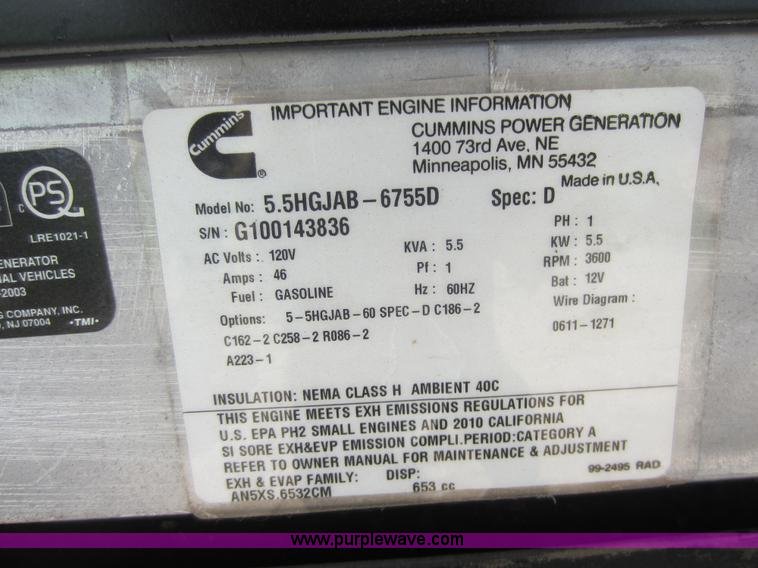 Cummins
®
IMPORTANT ENGINE INFORMATION
CUMMINS POWER GENERATION
1400 73rd Ave, NE
Minneapolis, MN 55432
Made in U.S.A.
Model No: 5.5HGJAB-6755D Spec: D
S/N : G100143836 PH : 1
AC Volts : 120V KVA : 5.5 KW : 5.5
Amps : 46 Pf : 1 RPM : 3600
Fuel : GASOLINE Hz : 60HZ Bat : 12V
Options: 5-5HGJAB-60 SPEC-D C186-2 Wire Diagram :
C162-2 C258-2 R086-2 0611-1271
A223-1
INSULATION: NEMA CLASS H AMBIENT 40C
THIS ENGINE MEETS EXH EMISSIONS REGULATIONS FOR
U.S. EPA PH2 SMALL ENGINES AND 2010 CALIFORNIA
SI SORE EXH&EVP EMISSION COMPLI.PERIOD:CATEGORY A
REFER TO OWNER MANUAL FOR MAINTENANCE & ADJUSTMENT
EXH & EVAP FAMILY: DISP: 99-2495 RAD
AN5XS.6532CM 653 cc
C PS
LRE1021-1
ENERATOR
NAL VEHICLES
-2003
G COMPANY, INC.
, NJ 07004 •TMI•
www.purplewave.com